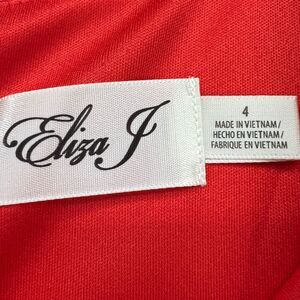 Eliza J
4
MADE IN VIETNAM/
HECHO EN VIETNAM/
FABRIQUE EN VIETNAM